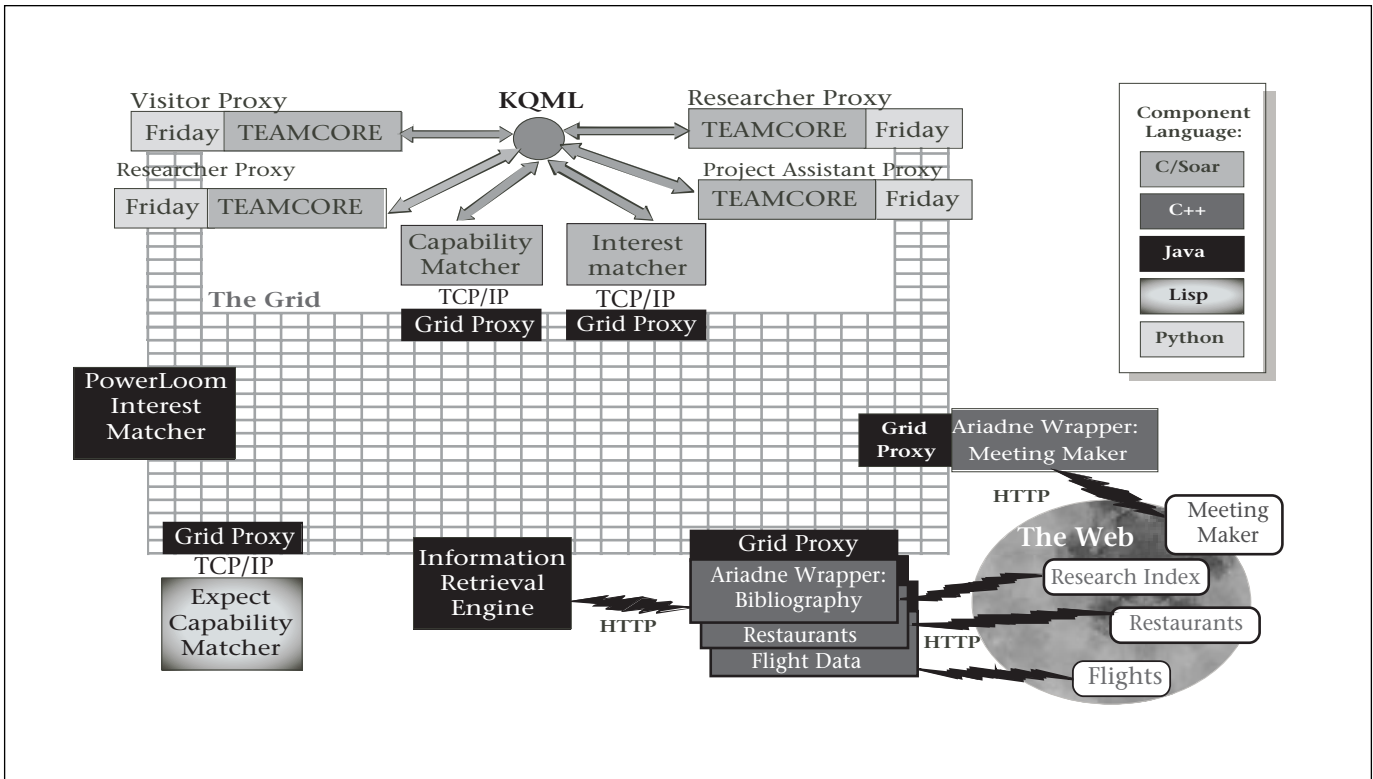 Visitor Proxy
Friday TEAMCORE
Researcher Proxy
Friday TEAMCORE
KQML
Researcher Proxy
TEAMCORE Friday
Project Assistant Proxy
TEAMCORE Friday
Capability
Matcher
TCP/IP
Grid Proxy
Interest
matcher
TCP/IP
Grid Proxy
The Grid
Component
Language:
C/Soar
C++
Java
Lisp
Python
PowerLoom
Interest
Matcher
Grid
Proxy
Ariadne Wrapper:
Meeting Maker
HTTP
Meeting
Maker
The Web
Research Index
Restaurants
Flights
Grid Proxy
TCP/IP
Expect
Capability
Matcher
Information
Retrieval
Engine
HTTP
Grid Proxy
Ariadne Wrapper:
Bibliography
Restaurants
Flight Data
HTTP